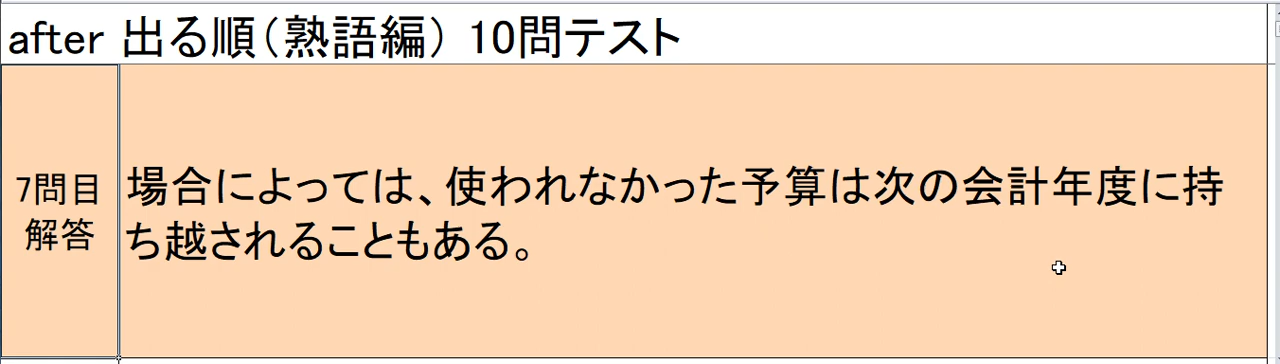 after 出る順（熟語編） 10問テスト
7問目
解答
場合によっては、使われなかった予算は次の会計年度に持
ち越されることもある。